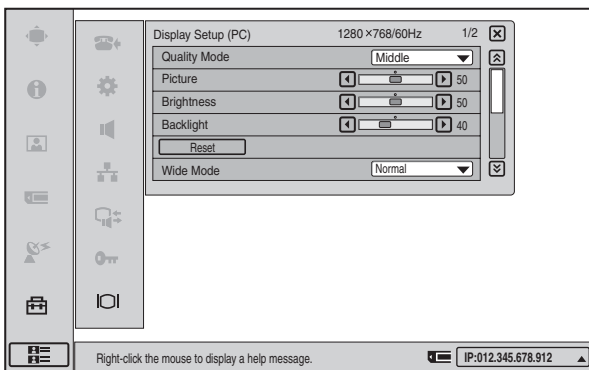 Display Setup (PC) 1280 ×768/60Hz 1/2
Quality Mode Middle
Picture 50
Brightness 50
Backlight 40
Reset
Wide Mode Normal
Right-click the mouse to display a help message. IP:012.345.678.912